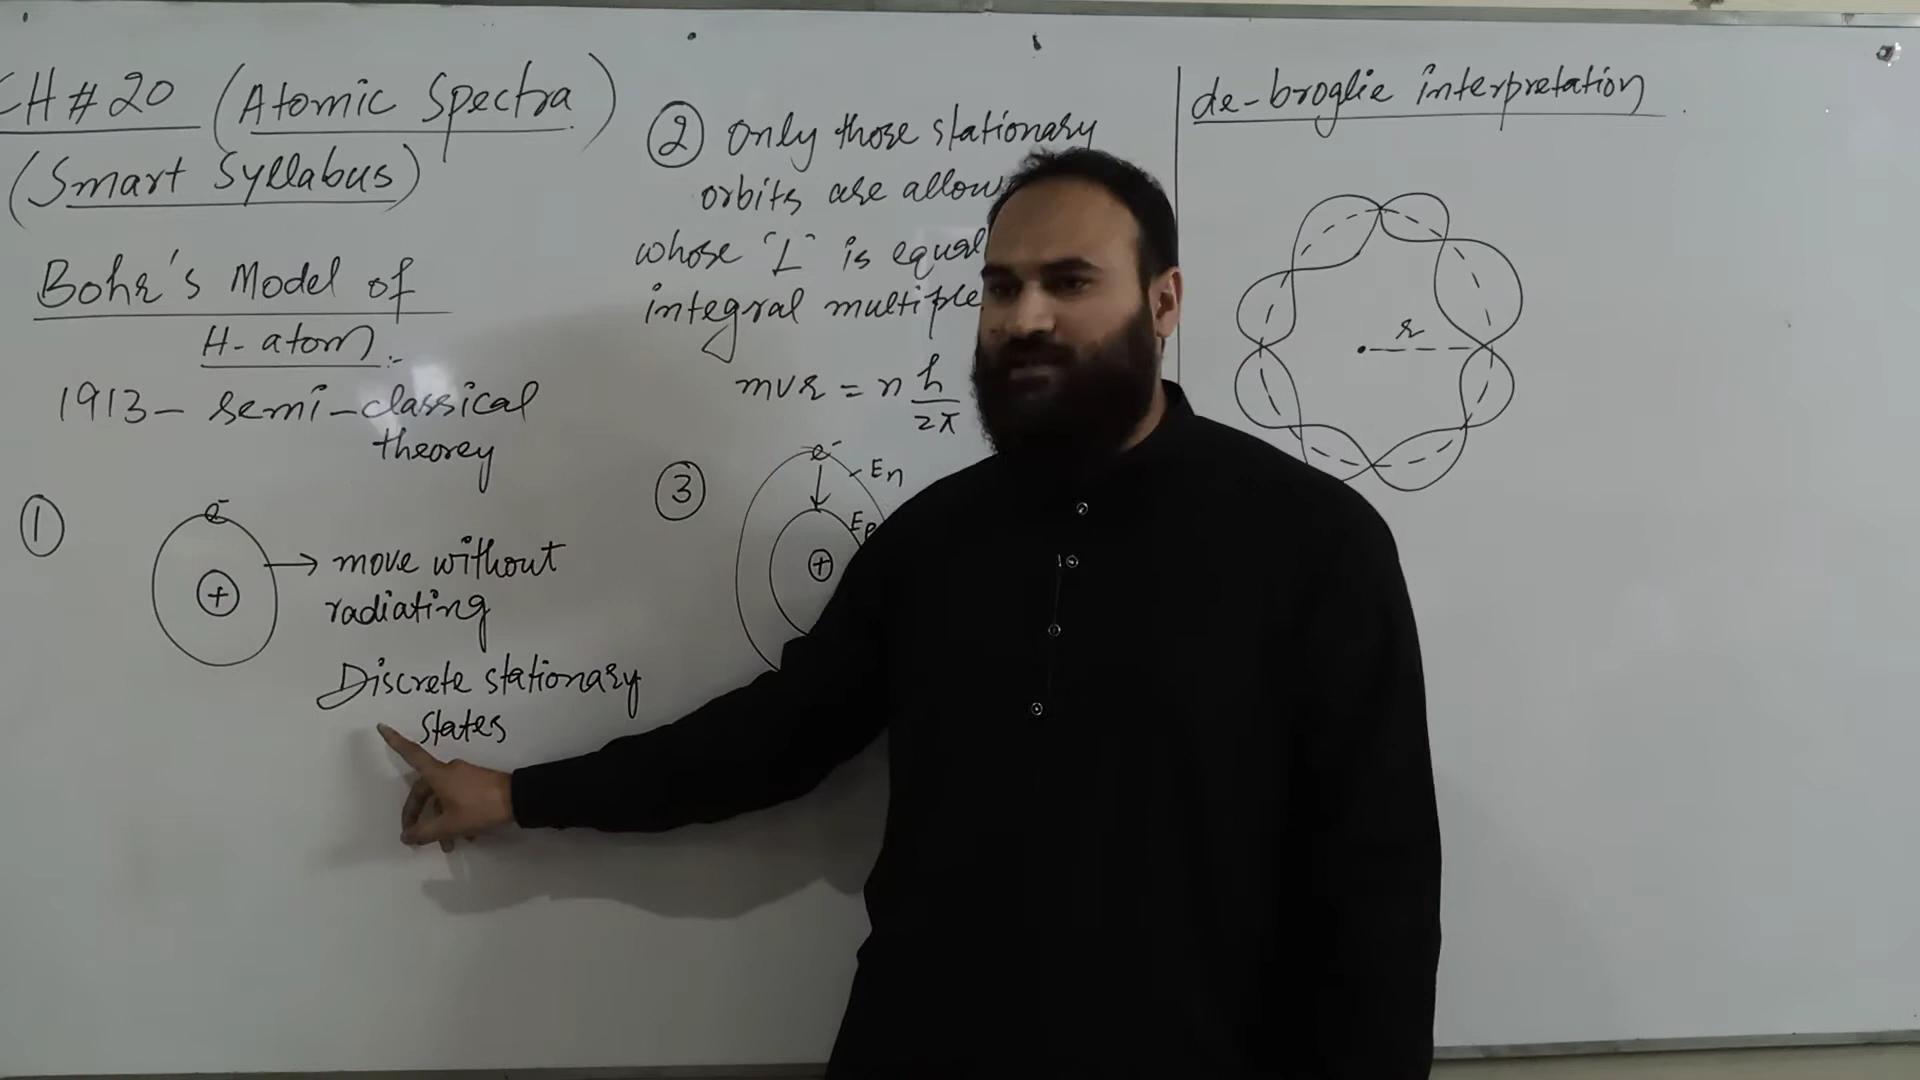 CH # 20 (Atomic Spectra)
(Smart Syllabus)
Bohr's Model of
H-atom:-
1913- semi-classical
theorey
①
e-
+
→ move without
radiating
Discrete stationary
states
② Only those stationary
orbits are allow
whose "L" is equal
integral multiple
mvr = n h/2π
③
e-
En
+
de-broglie interpretation
r